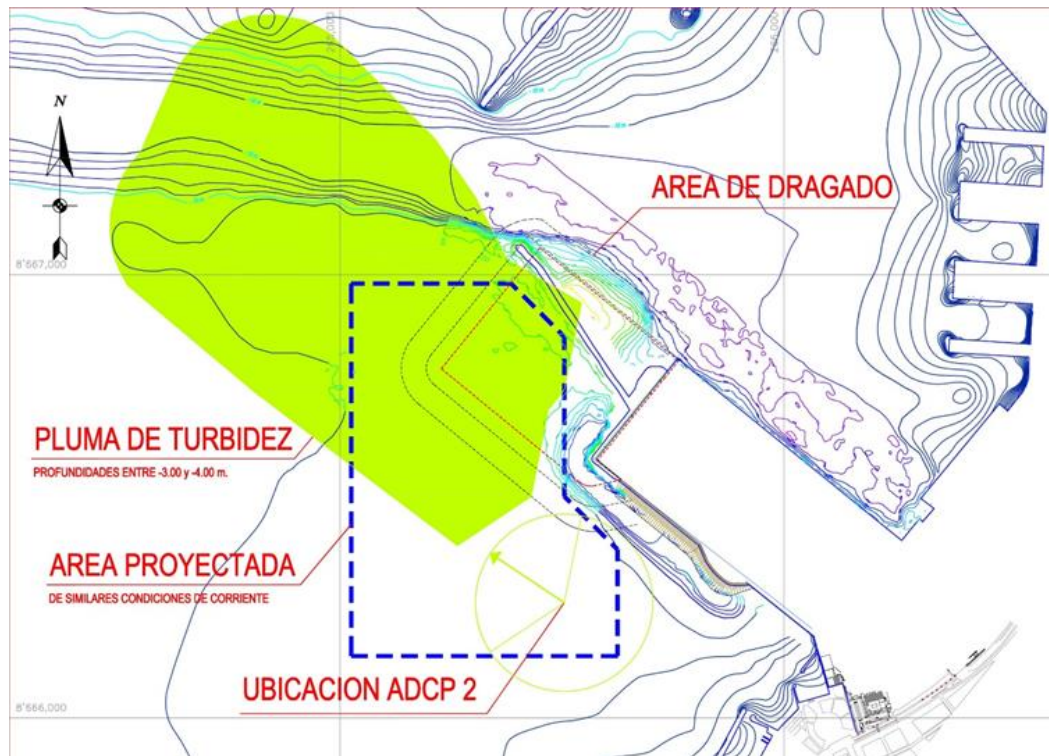 N
AREA DE DRAGADO
8°667,000
PLUMA DE TURBIDEZ
PROFUNDIDADES ENTRE -3.00 y -4.00 m.
AREA PROYECTADA
DE SIMILARES CONDICIONES DE CORRIENTE
UBICACION ADCP 2
8°666,000